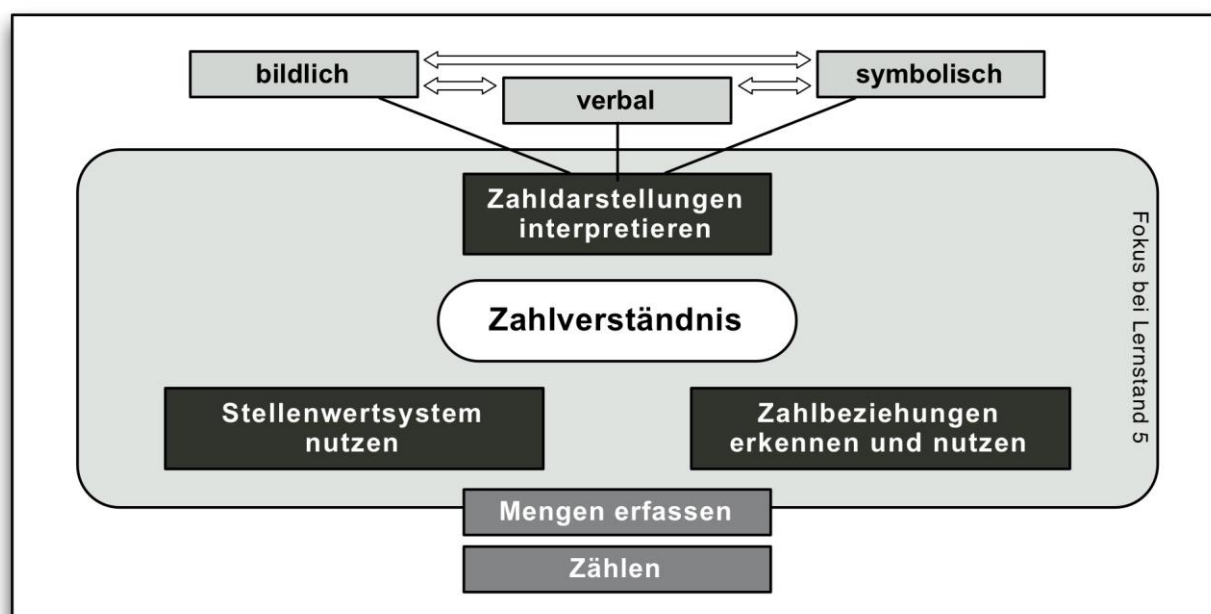 bildlich
symbolisch
verbal
Zahldarstellungen
interpretieren
Fokus bei Lernstand 5
Zahlverständnis
Stellenwertsystem
nutzen
Zahlbeziehungen
erkennen und nutzen
Mengen erfassen
Zählen